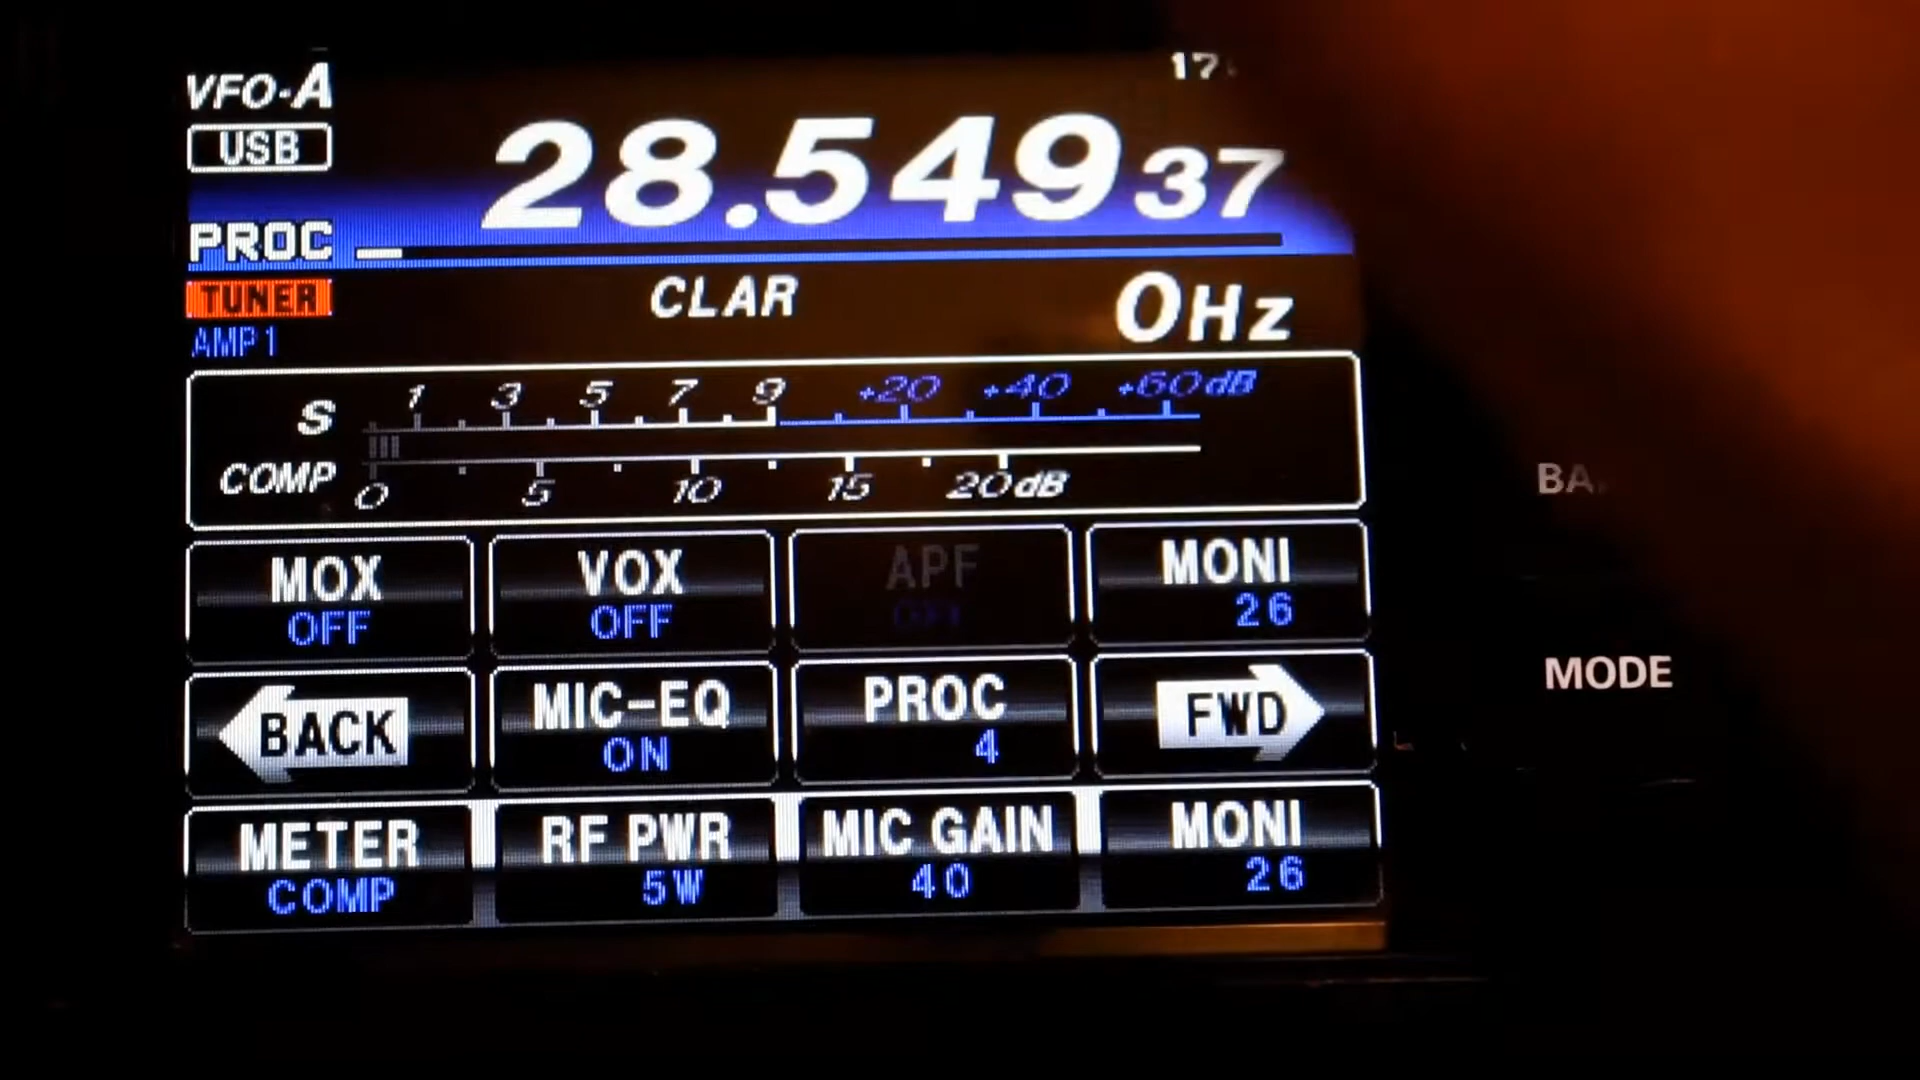 17
VFO-A
USB
28.549 37
PROC
TUNER
CLAR 0Hz
AMP1
S 1 3 5 7 9 +20 +40 +60dB
COMP 0 5 10 15 20dB
MOX VOX APF MONI
OFF OFF OFF 26
BACK MIC-EQ PROC FWD
ON 4
METER RF PWR MIC GAIN MONI
COMP 5W 40 26
MODE